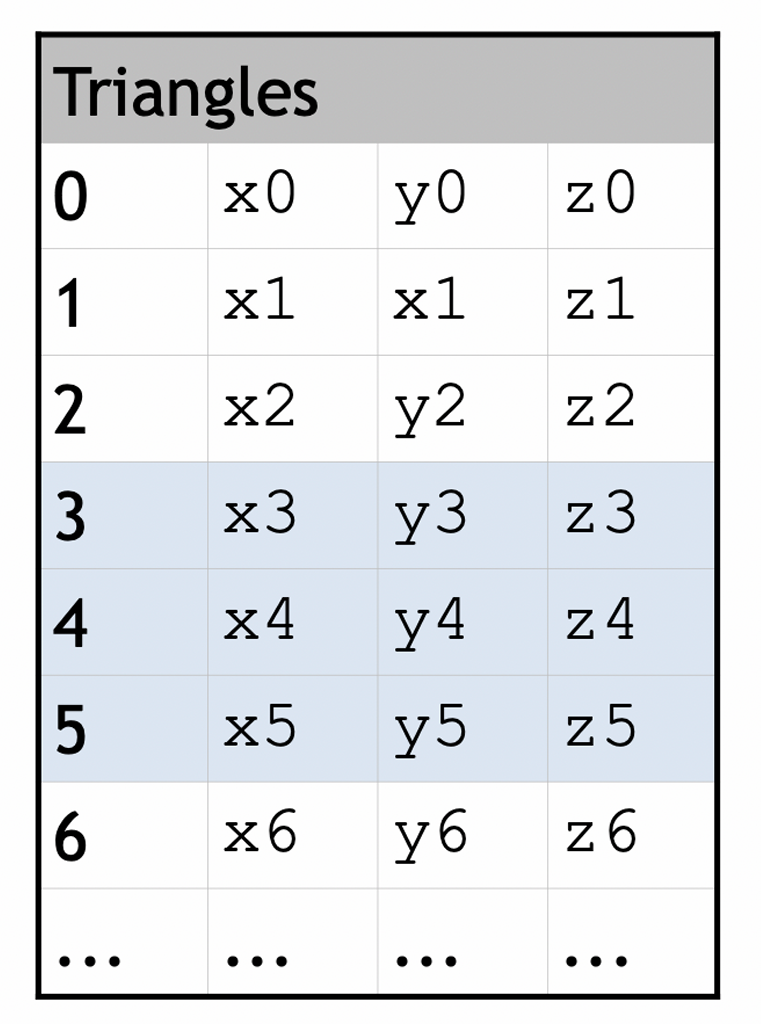 Triangles
0 x0 y0 z0
1 x1 x1 z1
2 x2 y2 z2
3 x3 y3 z3
4 x4 y4 z4
5 x5 y5 z5
6 x6 y6 z6
... ... ... ...